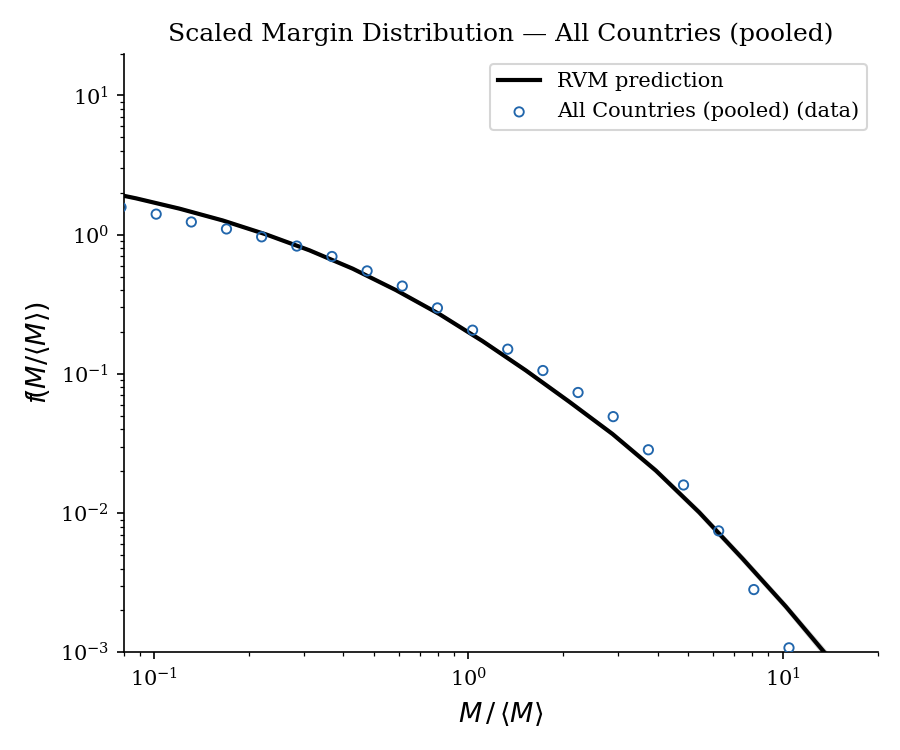 Scaled Margin Distribution — All Countries (pooled)
RVM prediction
All Countries (pooled) (data)
f(M/⟨M⟩)
10¹
10⁰
10⁻¹
10⁻²
10⁻³
10⁻¹
10⁰
10¹
M / ⟨M⟩